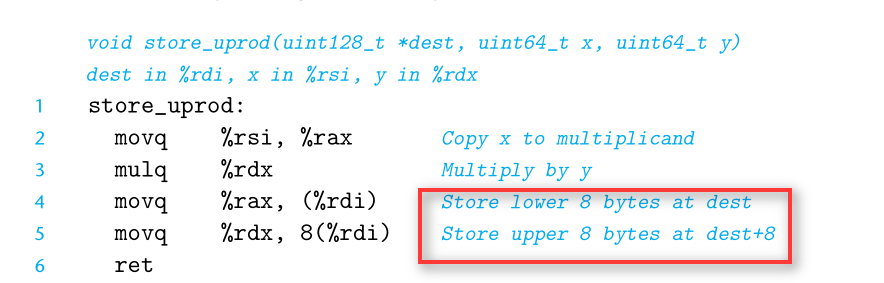 void store_uprod(uint128_t *dest, uint64_t x, uint64_t y)
dest in %rdi, x in %rsi, y in %rdx
1 store_uprod:
2 movq %rsi, %rax Copy x to multiplicand
3 mulq %rdx Multiply by y
4 movq %rax, (%rdi) Store lower 8 bytes at dest
5 movq %rdx, 8(%rdi) Store upper 8 bytes at dest+8
6 ret